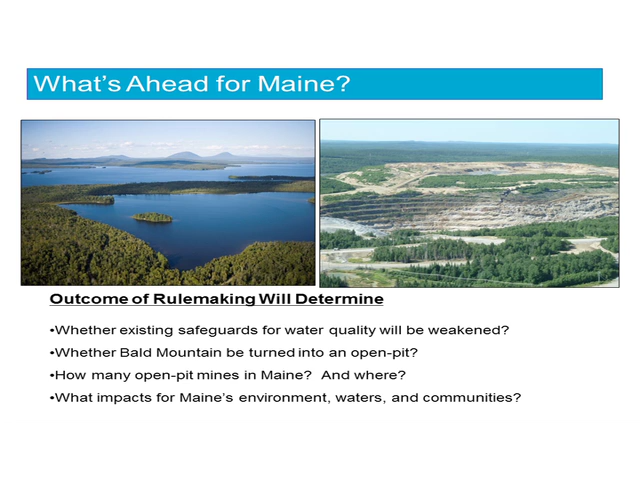 What's Ahead for Maine?
Outcome of Rulemaking Will Determine
•Whether existing safeguards for water quality will be weakened?
•Whether Bald Mountain be turned into an open-pit?
•How many open-pit mines in Maine?  And where?
•What impacts for Maine's environment, waters, and communities?